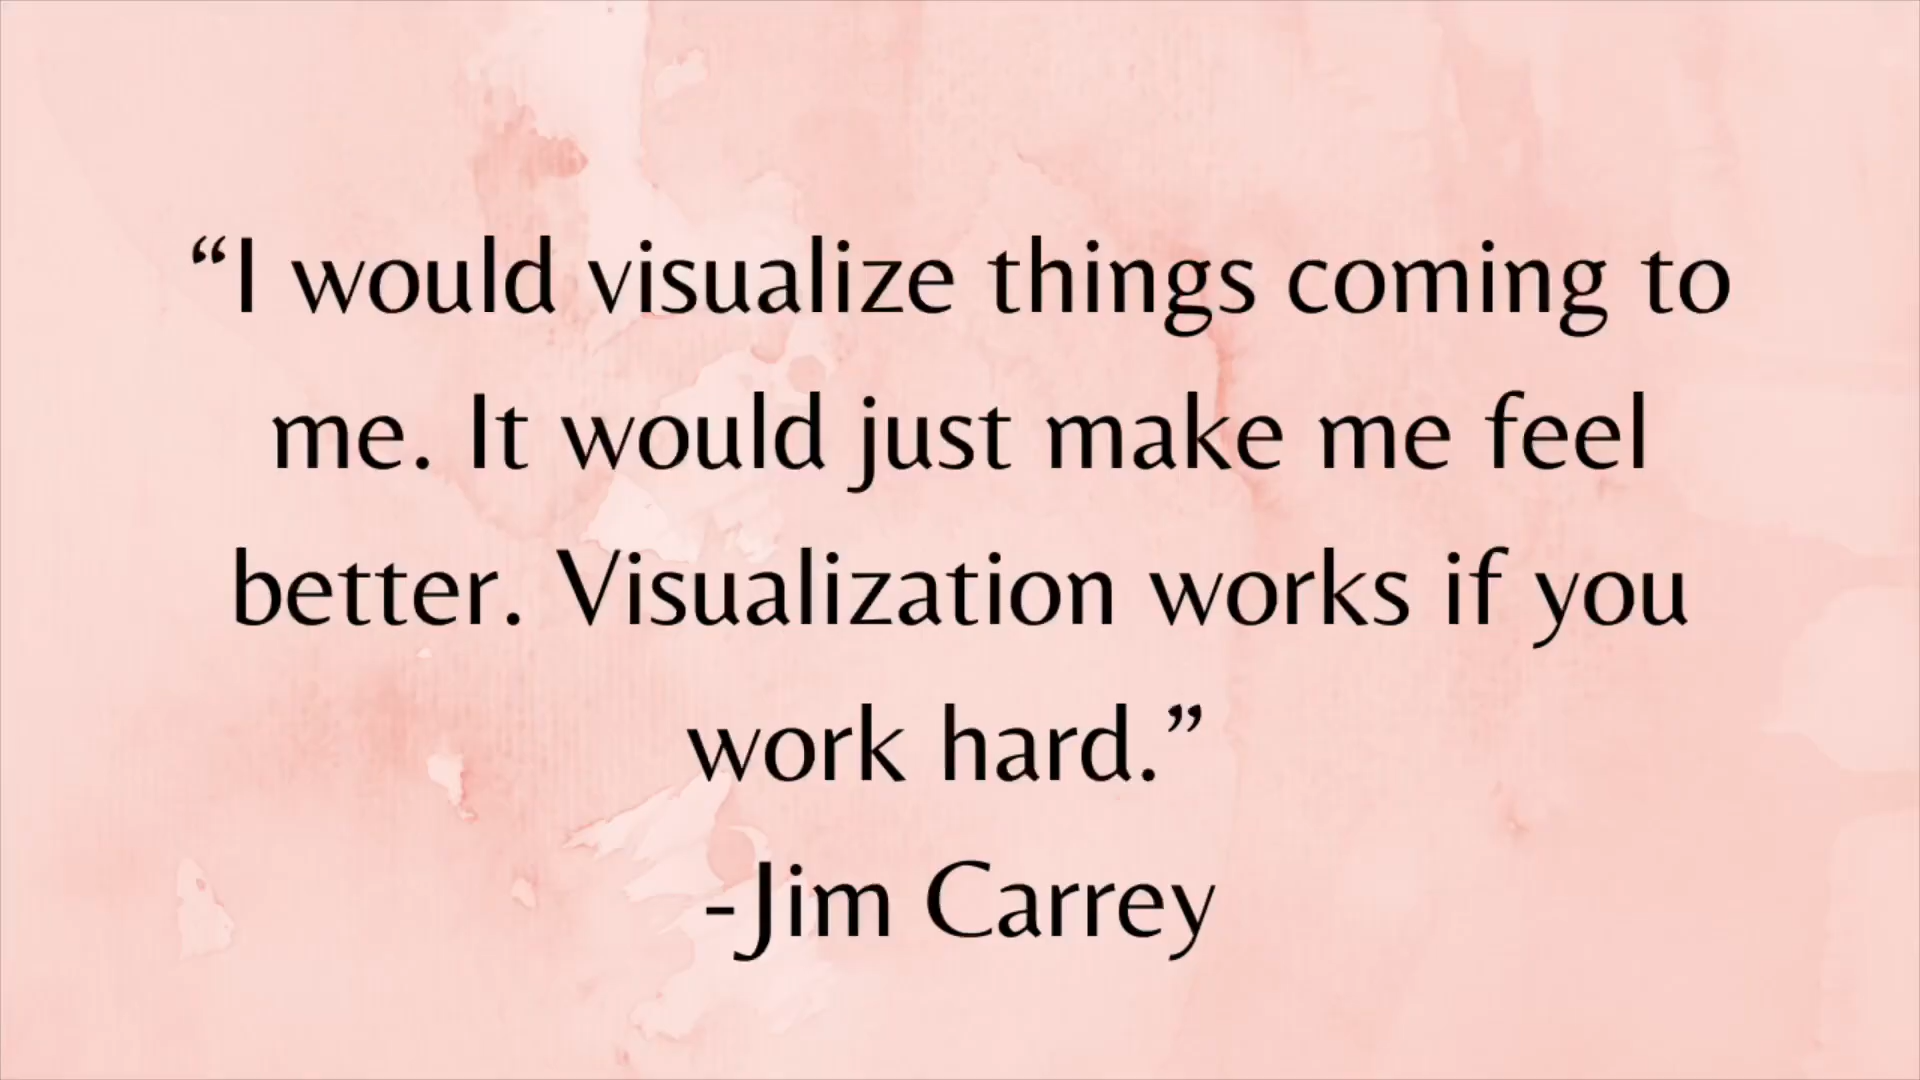 “I would visualize things coming to
me. It would just make me feel
better. Visualization works if you
work hard.”
-Jim Carrey